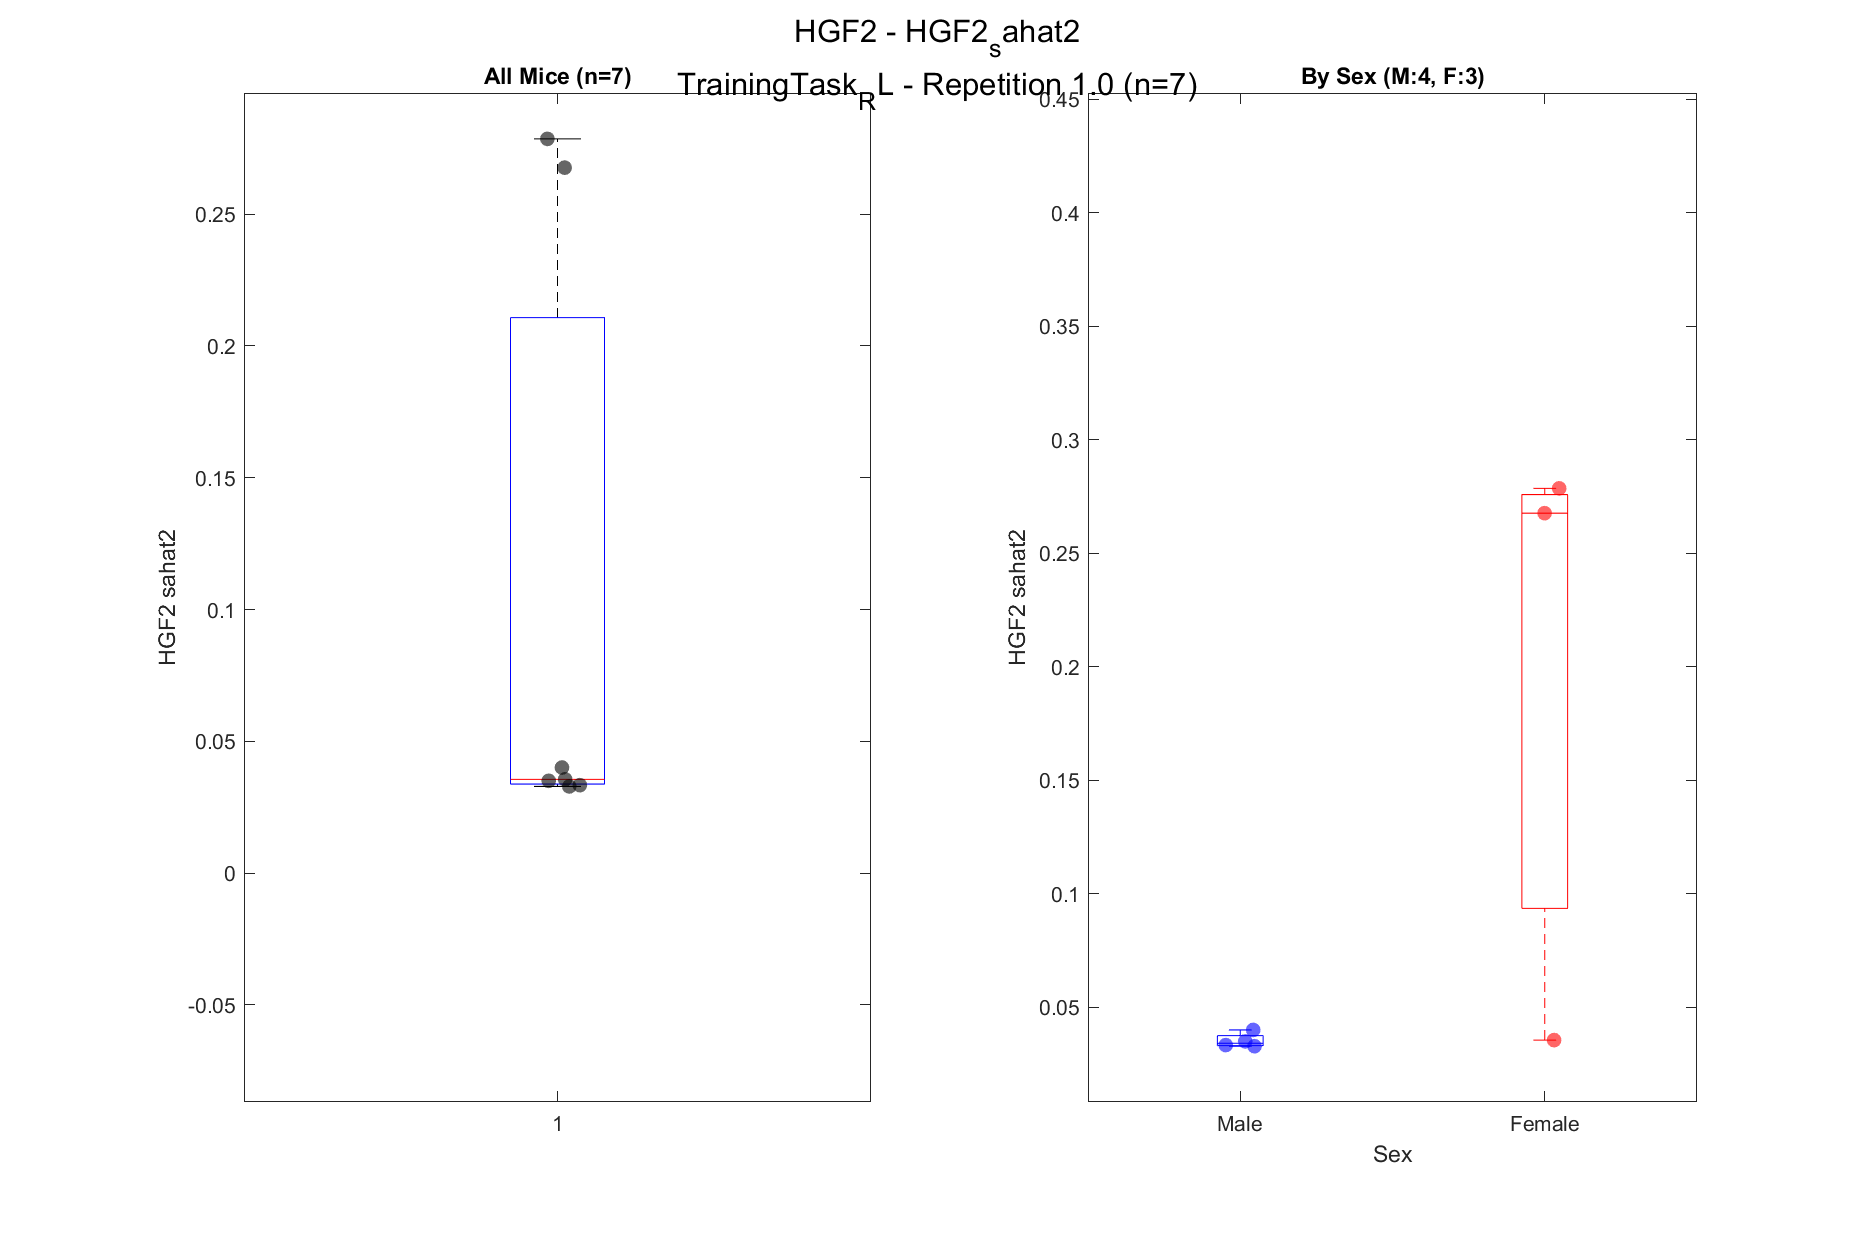 HGF2 - HGF2sahat2
TrainingTaskRL - Repetition 1.0 (n=7)
All Mice (n=7)
0.25
0.2
0.15
0.1
0.05
0
-0.05
HGF2 sahat2
1
By Sex (M:4, F:3)
0.45
0.4
0.35
0.3
0.25
0.2
0.15
0.1
0.05
HGF2 sahat2
Male Female
Sex